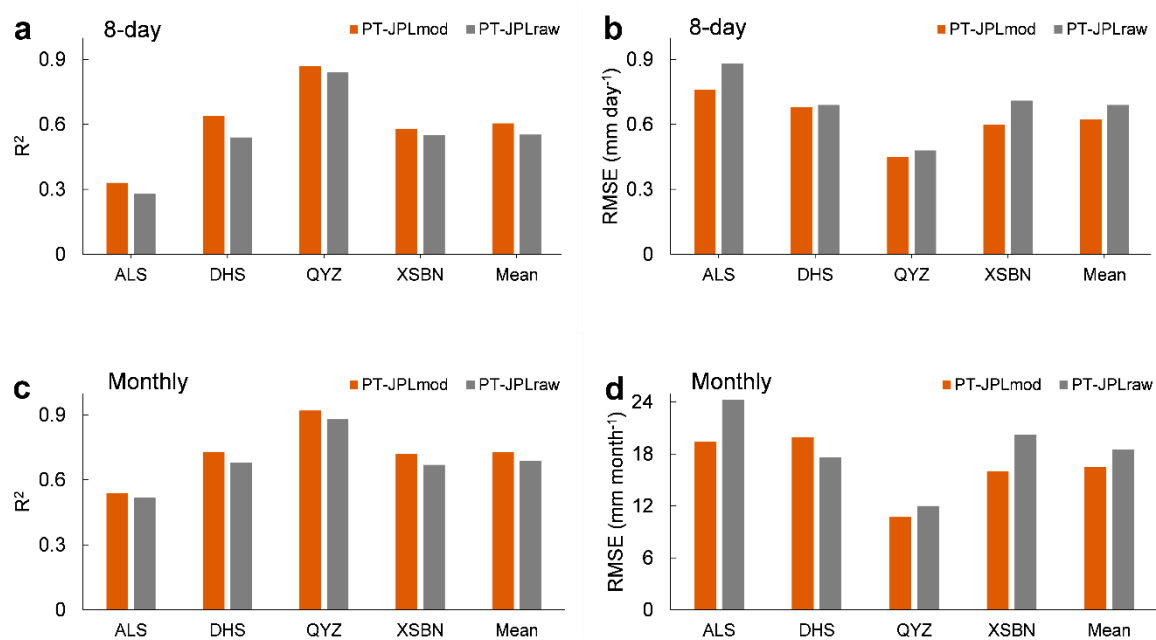 a
8-day
PT-JPLmod PT-JPLraw
0.9
0.6
0.3
0
R²
ALS DHS QYZ XSBN Mean
b
8-day
PT-JPLmod PT-JPLraw
0.9
0.6
0.3
0
RMSE (mm day⁻¹)
ALS DHS QYZ XSBN Mean
c
Monthly
PT-JPLmod PT-JPLraw
0.9
0.6
0.3
0
R²
ALS DHS QYZ XSBN Mean
d
Monthly
PT-JPLmod PT-JPLraw
24
18
12
6
0
RMSE (mm month⁻¹)
ALS DHS QYZ XSBN Mean